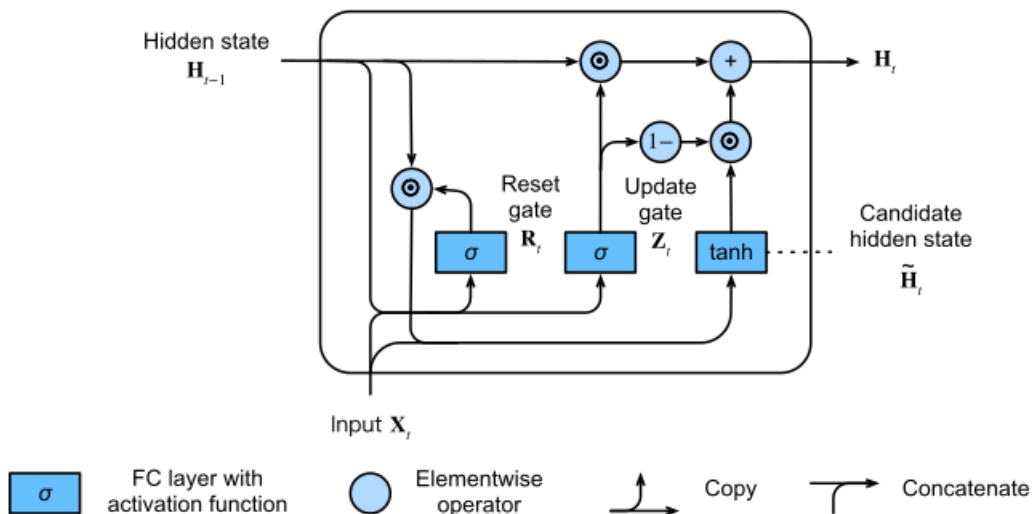 Hidden state
H_{t−1}
H_t
⊙
+
1−
⊙
⊙
Reset
gate
R_t
Update
gate
Z_t
Candidate
hidden state
H̃_t
σ
σ
tanh
Input X_t
σ
FC layer with
activation function
Elementwise
operator
Copy
Concatenate